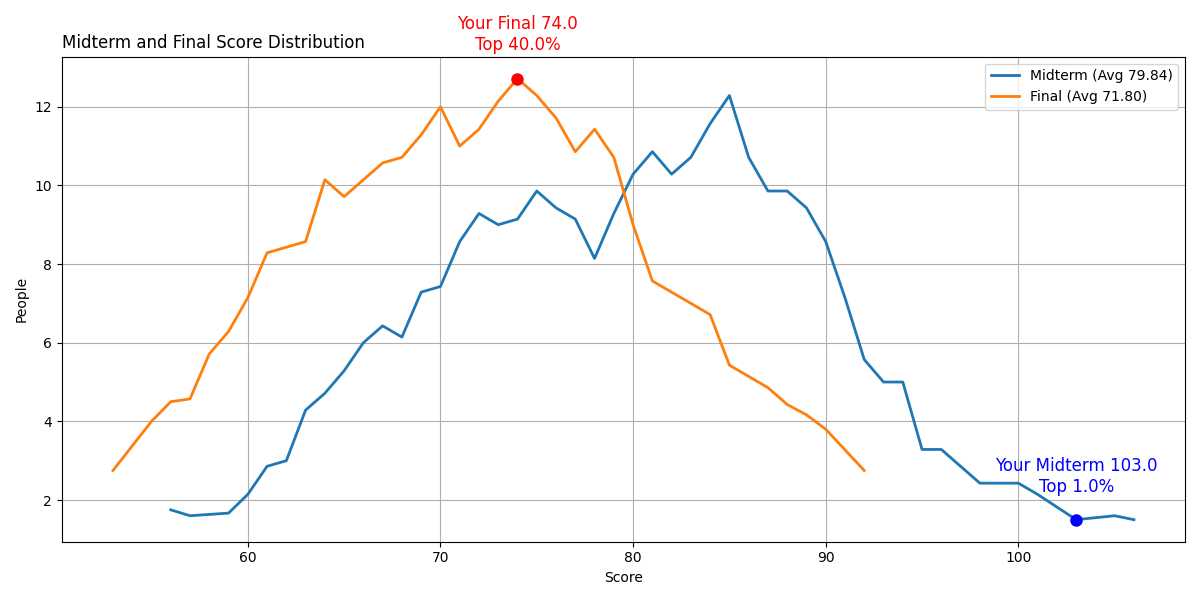 Your Final 74.0
Top 40.0%
Midterm and Final Score Distribution
Midterm (Avg 79.84)
Final (Avg 71.80)
People
12
10
8
6
4
2
Your Midterm 103.0
Top 1.0%
60
70
80
90
100
Score